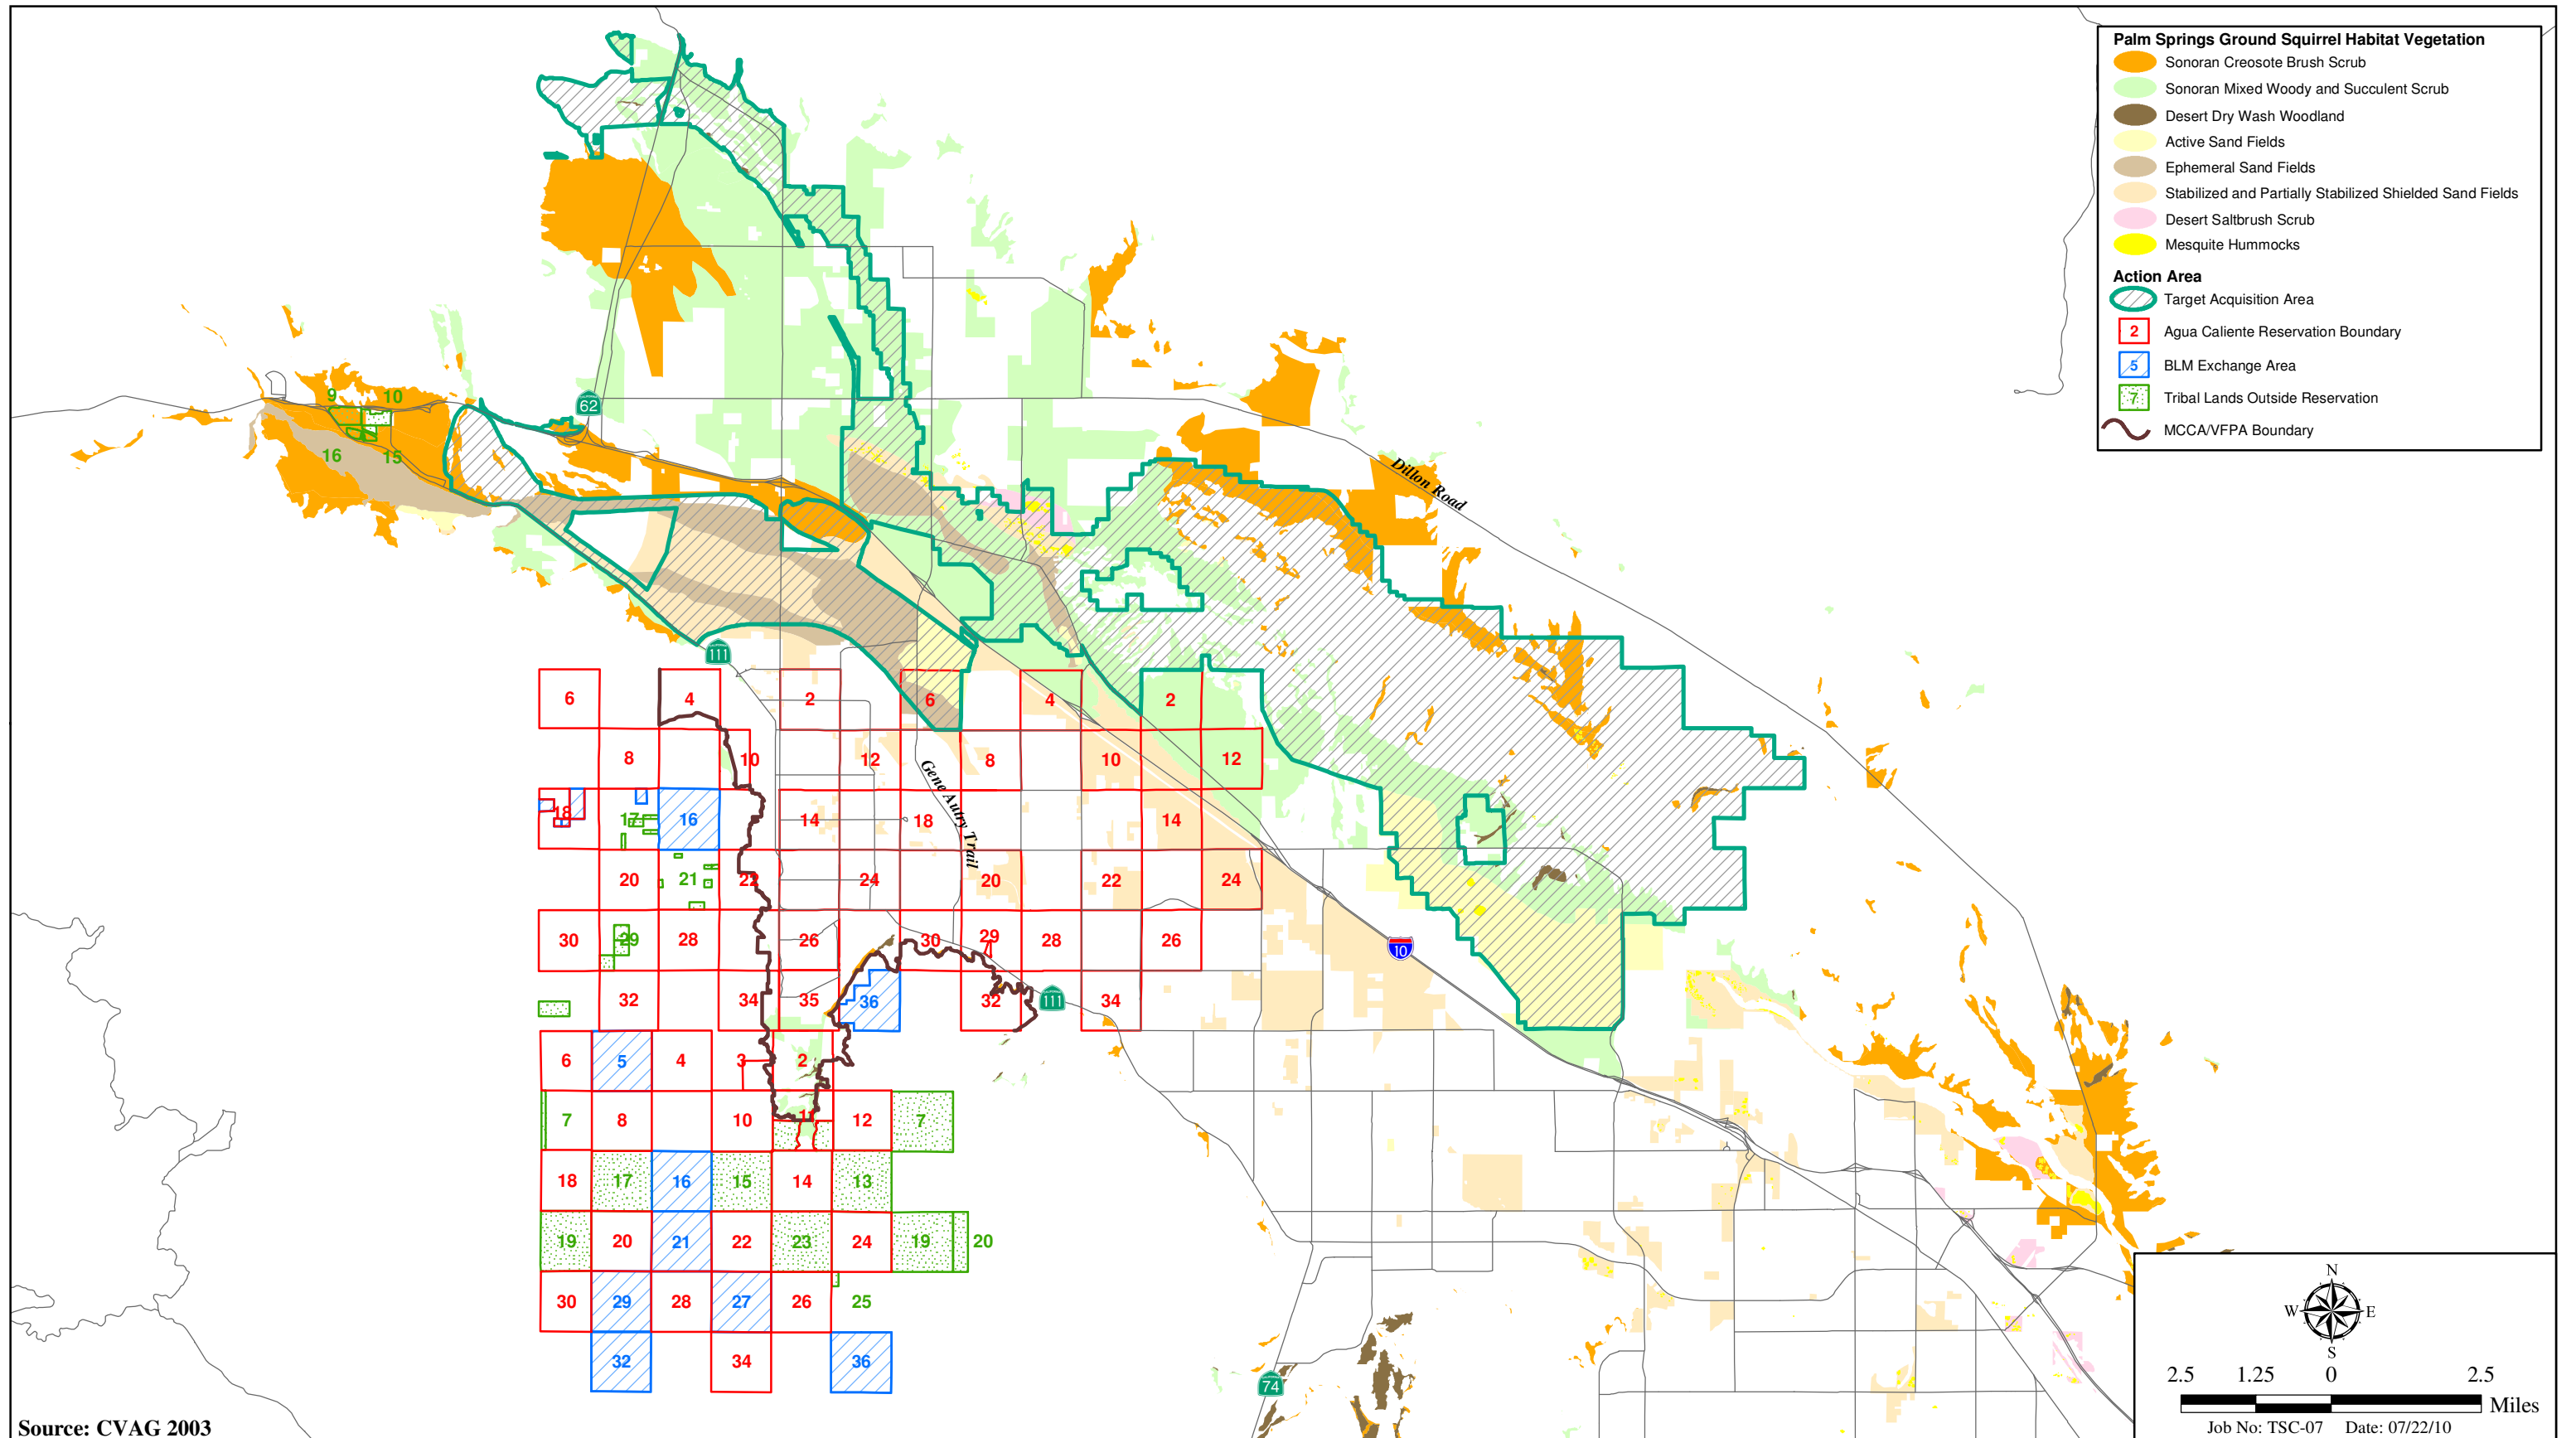 Palm Springs Ground Squirrel Habitat Vegetation
Sonoran Creosote Brush Scrub
Sonoran Mixed Woody and Succulent Scrub
Desert Dry Wash Woodland
Active Sand Fields
Ephemeral Sand Fields
Stabilized and Partially Stabilized Shielded Sand Fields
Desert Saltbrush Scrub
Mesquite Hummocks
Action Area
Target Acquisition Area
2 Agua Caliente Reservation Boundary
5 BLM Exchange Area
7 Tribal Lands Outside Reservation
MCCA/VFPA Boundary
9 10
62
16 15
Dillon Road
111
6 4 2 6 4 2
8 10 12 8 10 12
18 17 16 14 18 14
Gene Autry Trail
20 21 22 24 20 22 24
30 29 28 26 30 29 28 26
10
32 34 35 36 32 111 34
6 5 4 3 2
7 8 10 11 12 7
18 17 16 15 14 13
19 20 21 22 23 24 19 20
30 29 28 27 26 25
32 34 36
74
N
W E
S
2.5 1.25 0 2.5
Miles
Job No: TSC-07 Date: 07/22/10
Source: CVAG 2003